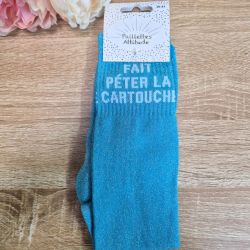 Paillettes
Attitude
FAIT
PÉTER LA
CARTOUCHE